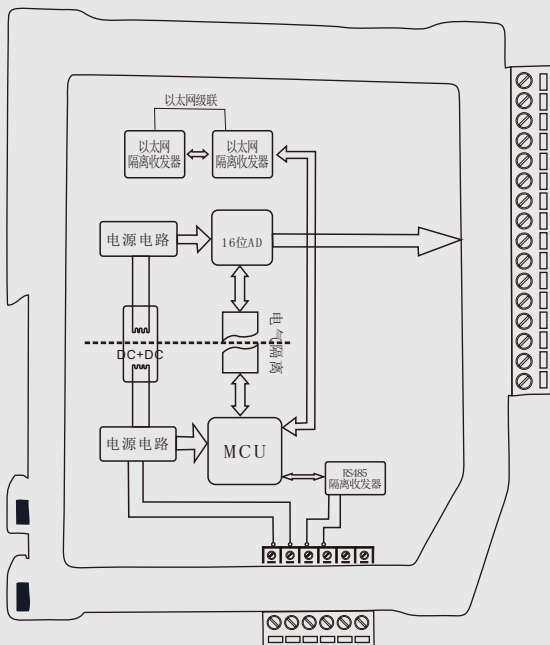 以太网级联
以太网
隔离收发器
以太网
隔离收发器
电源电路
16位AD
电气隔离
DC+DC
电源电路
MCU
RS485
隔离收发器